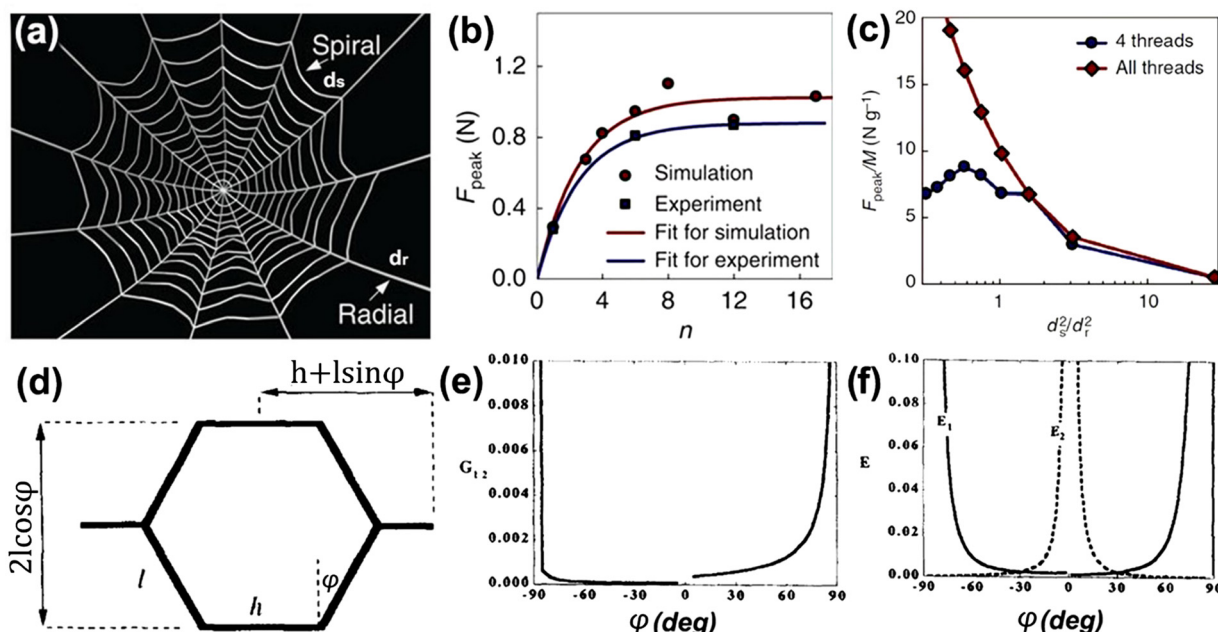 (a)
Spiral
ds
dr
Radial
(b)
F_peak (N)
1.2
0.8
0.4
0.0
Simulation
Experiment
Fit for simulation
Fit for experiment
0 4 8 12 16
n
(c)
F_peak/M (N g⁻¹)
20
15
10
5
0
4 threads
All threads
1 10
d_s²/d_r²
(d)
h+lsinφ
2lcosφ
l
h
φ
(e)
G₁₂
0.010
0.008
0.006
0.004
0.002
0.000
-90 -60 -30 0 30 60 90
φ (deg)
(f)
E
0.10
0.08
0.06
0.04
0.02
0.00
E₁
E₂
-90 -60 -30 0 30 60 90
φ (deg)